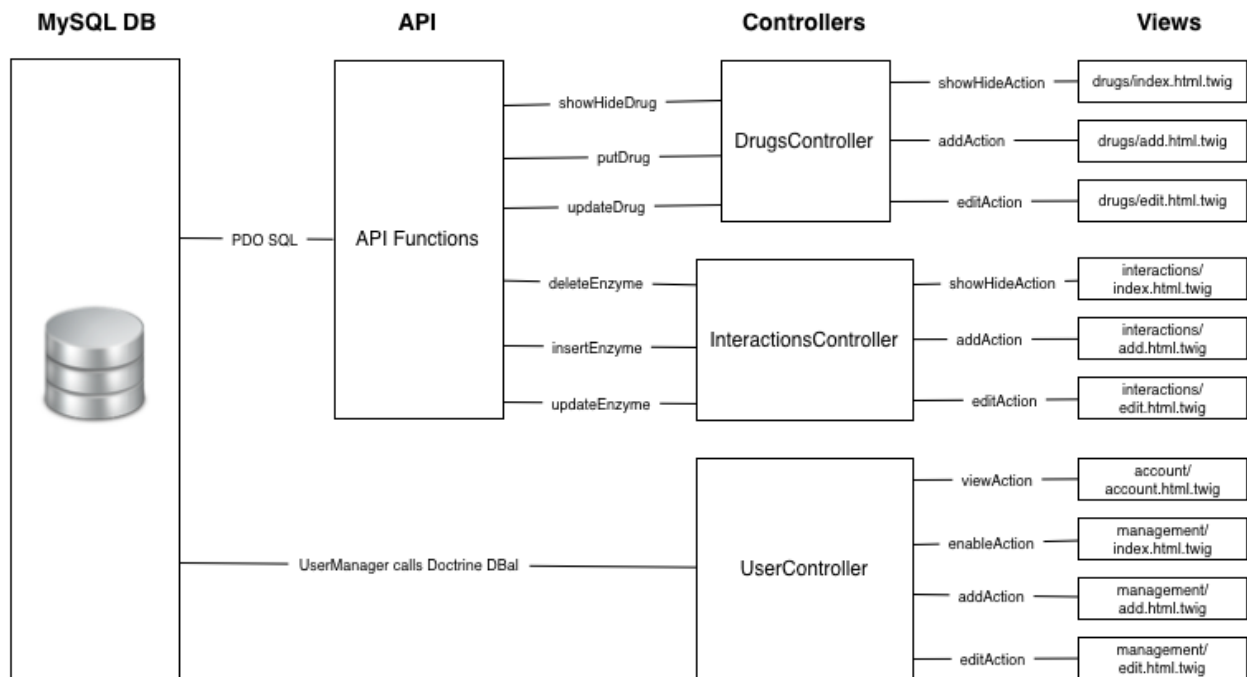 MySQL DB
API
Controllers
Views
showHideDrug
putDrug
updateDrug
PDO SQL
API Functions
deleteEnzyme
insertEnzyme
updateEnzyme
DrugsController
showHideAction
drugs/index.html.twig
addAction
drugs/add.html.twig
editAction
drugs/edit.html.twig
InteractionsController
showHideAction
interactions/
index.html.twig
addAction
interactions/
add.html.twig
editAction
interactions/
edit.html.twig
UserManager calls Doctrine DBal
UserController
viewAction
account/
account.html.twig
enableAction
management/
index.html.twig
addAction
management/
add.html.twig
editAction
management/
edit.html.twig